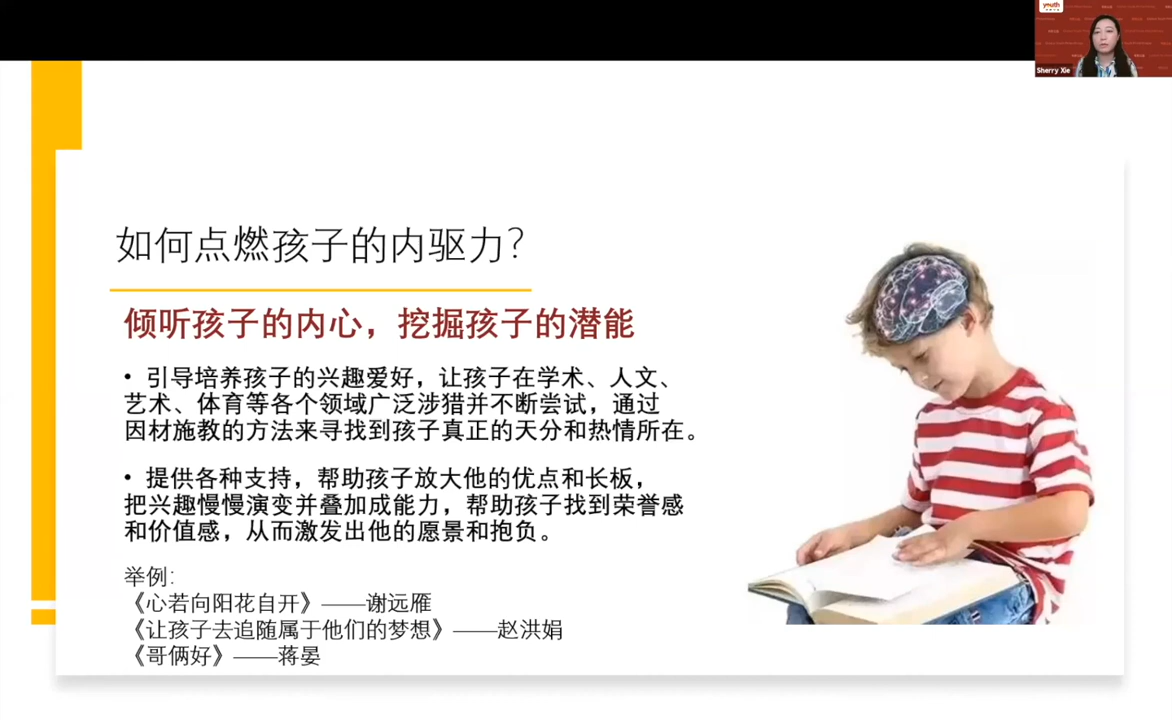 youth
Sherry Xie
如何点燃孩子的内驱力？
倾听孩子的内心，挖掘孩子的潜能
• 引导培养孩子的兴趣爱好，让孩子在学术、人文、
艺术、体育等各个领域广泛涉猎并不断尝试，通过
因材施教的方法来寻找到孩子真正的天分和热情所在。
• 提供各种支持，帮助孩子放大他的优点和长板，
把兴趣慢慢演变并叠加成能力，帮助孩子找到荣誉感
和价值感，从而激发出他的愿景和抱负。
举例:
《心若向阳花自开》——谢远雁
《让孩子去追随属于他们的梦想》——赵洪娟
《哥俩好》——蒋晏